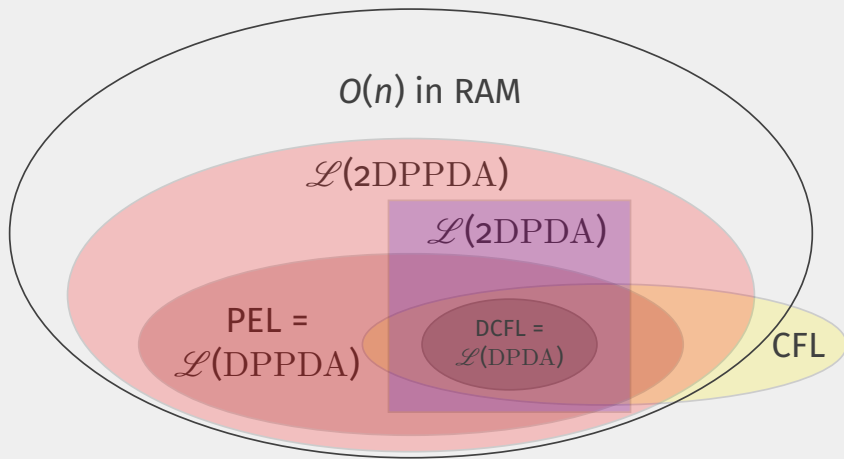 O(n) in RAM
ℒ(2DPPDA)
ℒ(2DPDA)
PEL =
ℒ(DPPDA)
DCFL =
ℒ(DPDA)
CFL